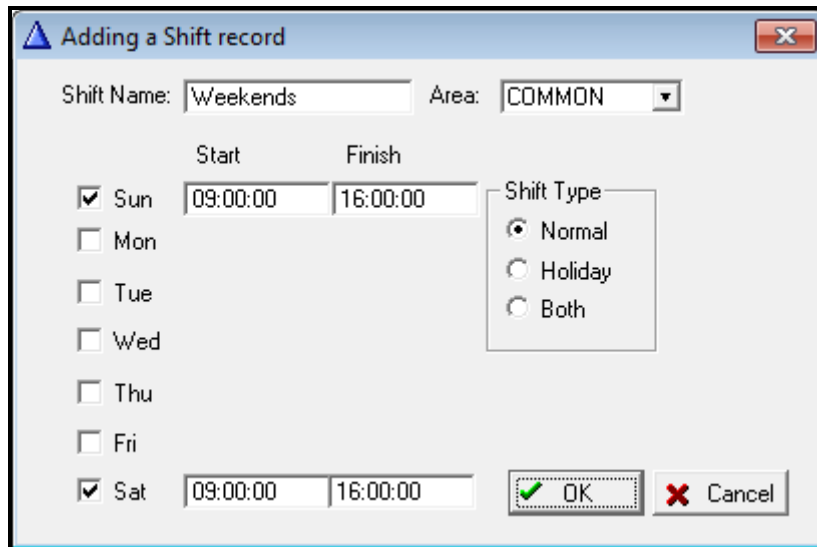 Adding a Shift record
Shift Name: Weekends Area: COMMON
Start Finish
Sun 09:00:00 16:00:00 Shift Type
Mon Normal
Holiday
Tue
Both
Wed
Thu
Fri
Sat 09:00:00 16:00:00 OK Cancel